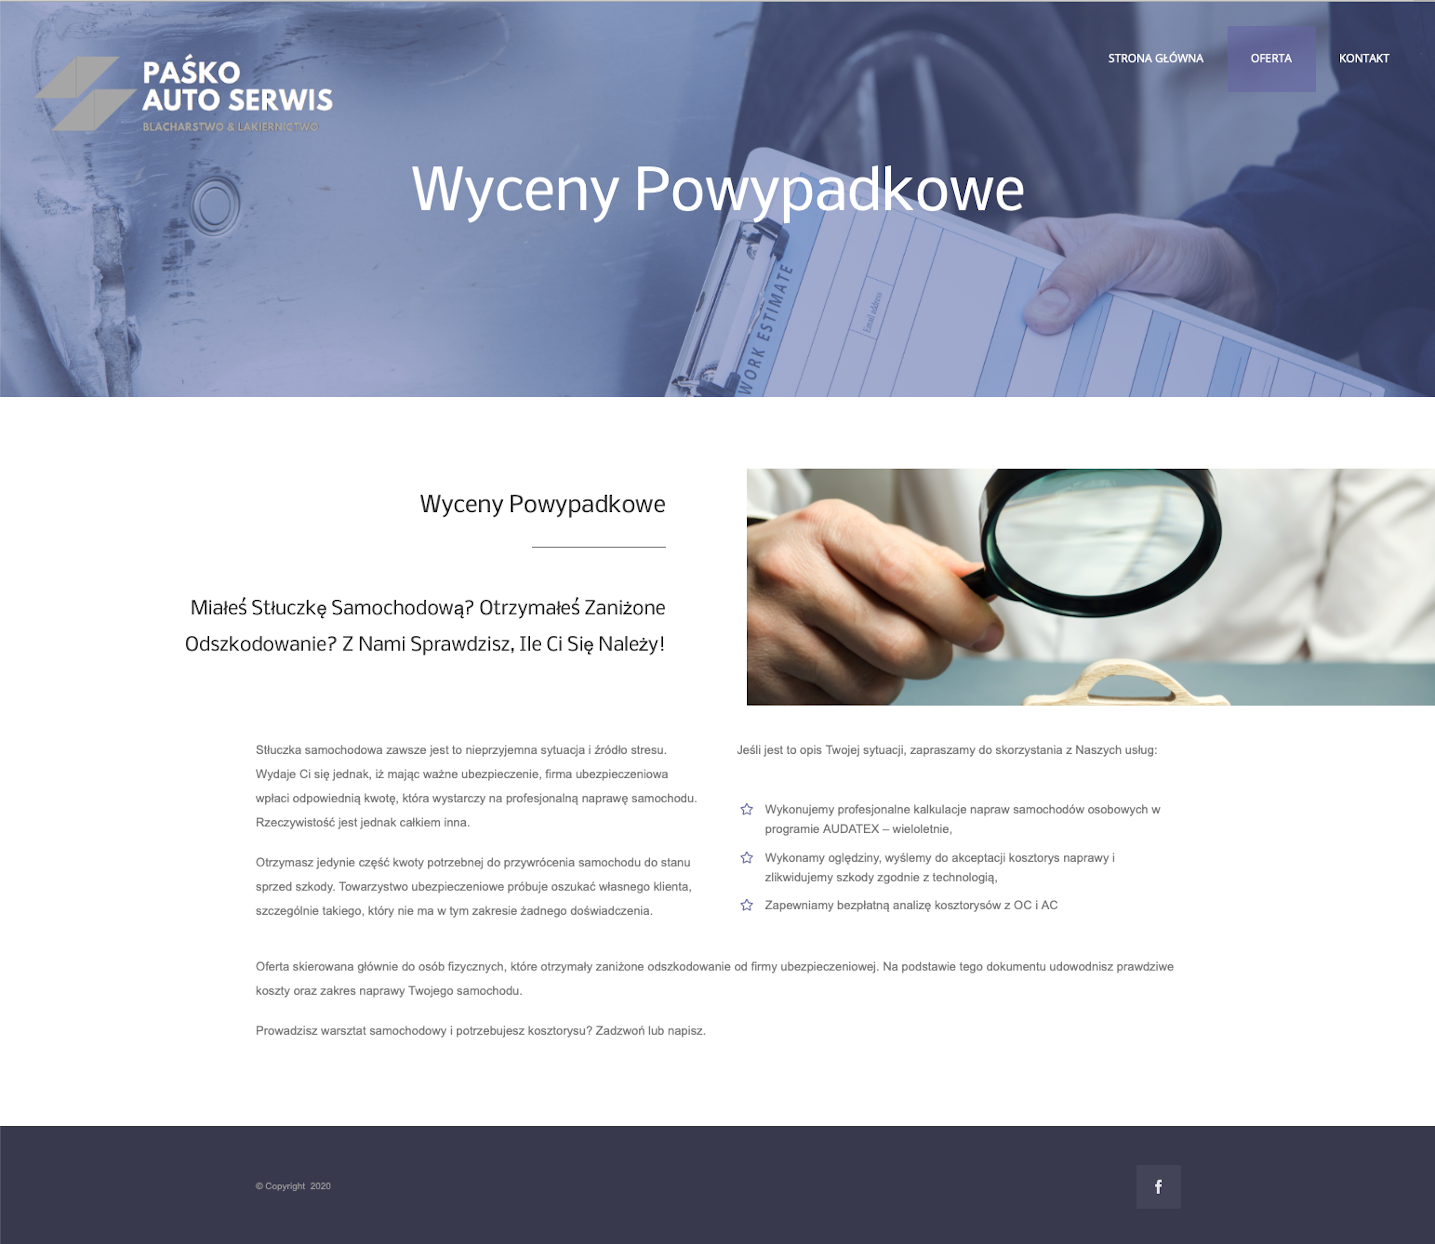 PAŚKO
AUTO SERWIS
BLACHARSTWO & LAKIERNICTWO
STRONA GŁÓWNA
OFERTA
KONTAKT
Wyceny Powypadkowe
WORK ESTIMATE
Email address
Wyceny Powypadkowe
Miałeś Stłuczkę Samochodową? Otrzymałeś Zaniżone
Odszkodowanie? Z Nami Sprawdzisz, Ile Ci Się Należy!
Stłuczka samochodowa zawsze jest to nieprzyjemna sytuacja i źródło stresu.
Wydaje Ci się jednak, iż mając ważne ubezpieczenie, firma ubezpieczeniowa
wpłaci odpowiednią kwotę, która wystarczy na profesjonalną naprawę samochodu.
Rzeczywistość jest jednak całkiem inna.
Otrzymasz jedynie część kwoty potrzebnej do przywrócenia samochodu do stanu
sprzed szkody. Towarzystwo ubezpieczeniowe próbuje oszukać własnego klienta,
szczególnie takiego, który nie ma w tym zakresie żadnego doświadczenia.
Jeśli jest to opis Twojej sytuacji, zapraszamy do skorzystania z Naszych usług:
Wykonujemy profesjonalne kalkulacje napraw samochodów osobowych w
programie AUDATEX – wieloletnie,
Wykonamy oględziny, wyślemy do akceptacji kosztorys naprawy i
zlikwidujemy szkody zgodnie z technologią,
Zapewniamy bezpłatną analizę kosztorysów z OC i AC
Oferta skierowana głównie do osób fizycznych, które otrzymały zaniżone odszkodowanie od firmy ubezpieczeniowej. Na podstawie tego dokumentu udowodnisz prawdziwe
koszty oraz zakres naprawy Twojego samochodu.
Prowadzisz warsztat samochodowy i potrzebujesz kosztorysu? Zadzwoń lub napisz.
© Copyright 2020